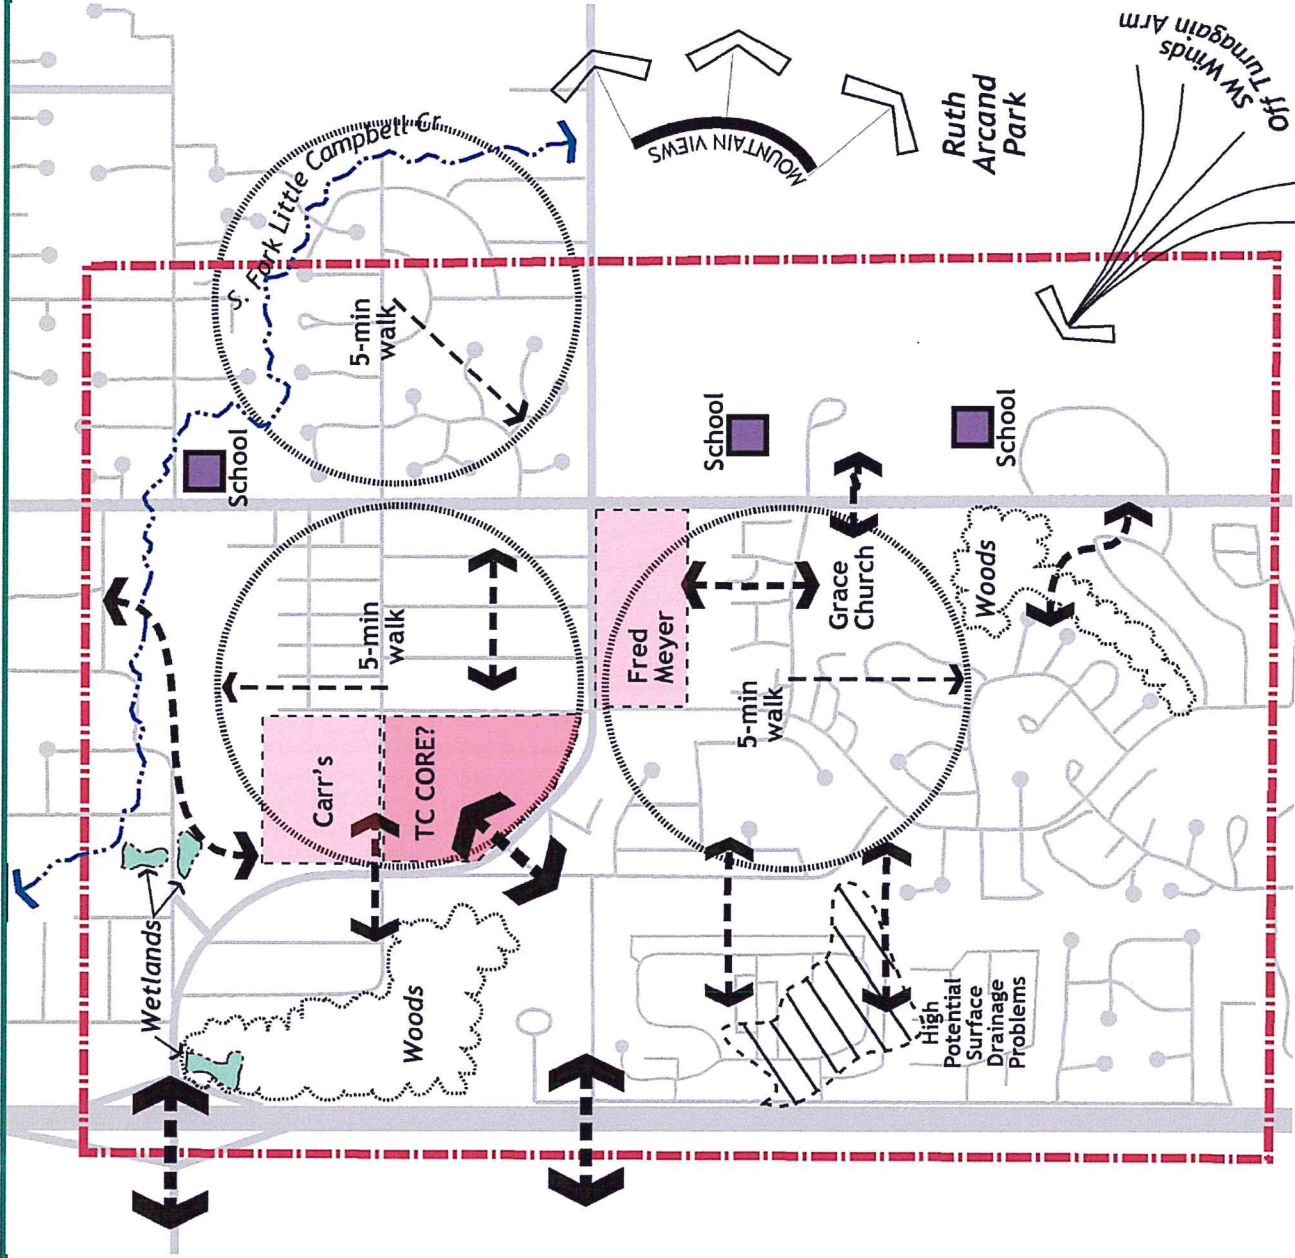 S. Fork Little Campbell Cr
MOUNTAIN VIEWS
Ruth
Arcand
Park
SW Winds
Off Turnagain Arm
5-min
walk
School
School
School
5-min
walk
Carr's
TC CORE?
Fred
Meyer
Grace
Church
5-min
walk
Woods
Wetlands
Woods
High
Potential
Surface
Drainage
Problems